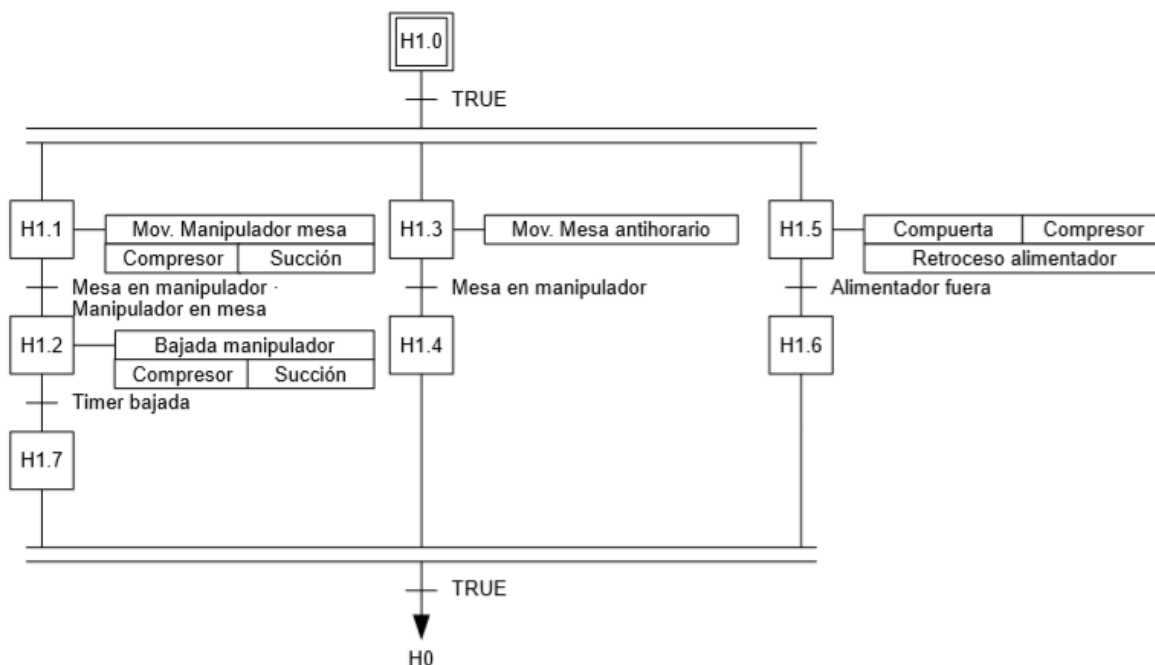 H1.0
TRUE
H1.1
Mov. Manipulador mesa
Compresor
Succión
H1.3
Mov. Mesa antihorario
H1.5
Compuerta
Compresor
Retroceso alimentador
Mesa en manipulador ·
Manipulador en mesa
Mesa en manipulador
Alimentador fuera
H1.2
Bajada manipulador
Compresor
Succión
H1.4
H1.6
Timer bajada
H1.7
TRUE
H0